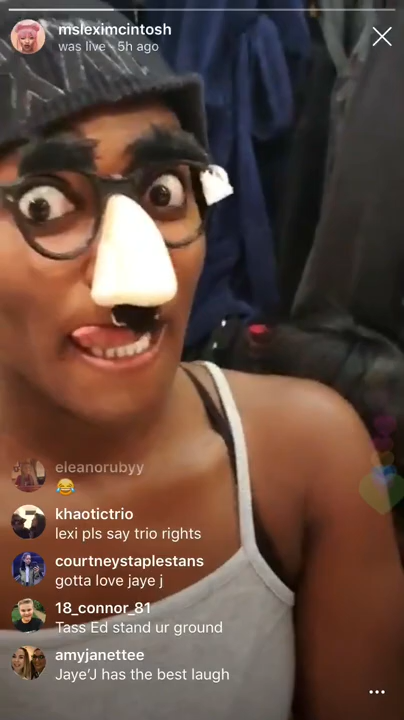 msleximcintosh
was live · 5h ago
eleanorubyy
😂
khaotictrio
lexi pls say trio rights
courtneystaplestans
gotta love jaye j
18_connor_81
Tass Ed stand ur ground
amyjanettee
Jaye'J has the best laugh